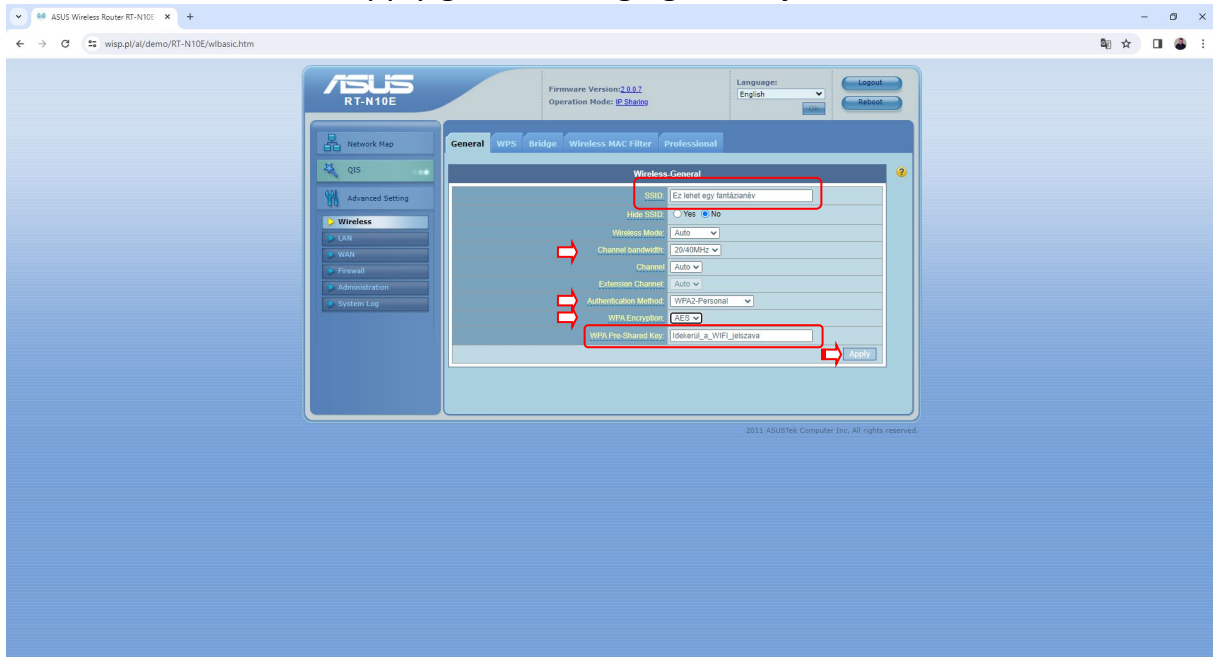 ASUS Wireless Router RT-N10E
wisp.pl/al/demo/RT-N10E/wlbasic.htm
ASUS
RT-N10E
Firmware Version:2.0.0.7
Operation Mode: IP Sharing
Language:
English
Logout
Reboot
Network Map
QIS
Advanced Setting
Wireless
LAN
WAN
Firewall
Administration
System Log
General WPS Bridge Wireless MAC Filter Professional
Wireless-General
SSID: Ez lehet egy fantázianév
Hide SSID: Yes No
Wireless Mode: Auto
Channel bandwidth: 20/40MHz
Channel Auto
Extension Channel: Auto
Authentication Method: WPA2-Personal
WPA Encryption: AES
WPA Pre-Shared Key: Idekerül_a_WIFI_jelszava
Apply
2011 ASUSTek Computer Inc. All rights reserved.